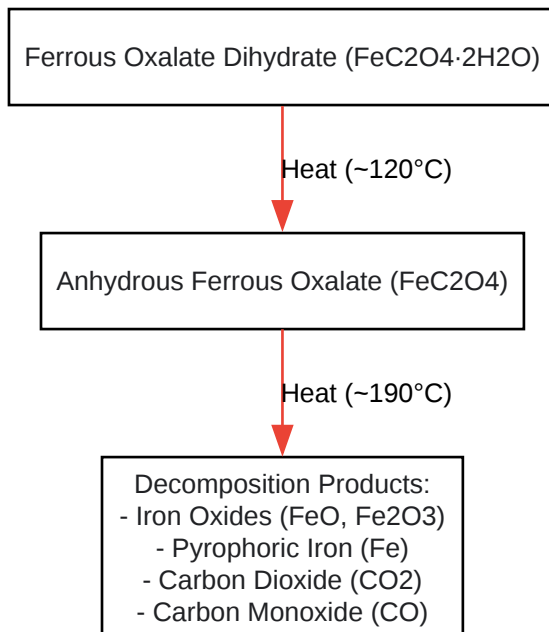 Ferrous Oxalate Dihydrate (FeC2O4·2H2O)
Heat (~120°C)
Anhydrous Ferrous Oxalate (FeC2O4)
Heat (~190°C)
Decomposition Products:
- Iron Oxides (FeO, Fe2O3)
- Pyrophoric Iron (Fe)
- Carbon Dioxide (CO2)
- Carbon Monoxide (CO)